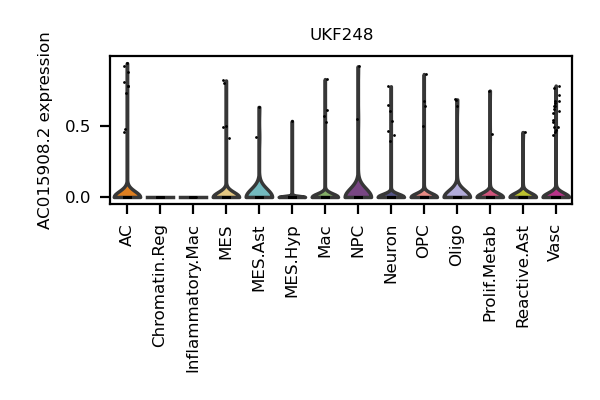 UKF248
AC015908.2 expression
0.5
0.0
AC
Chromatin.Reg
Inflammatory.Mac
MES
MES.Ast
MES.Hyp
Mac
NPC
Neuron
OPC
Oligo
Prolif.Metab
Reactive.Ast
Vasc